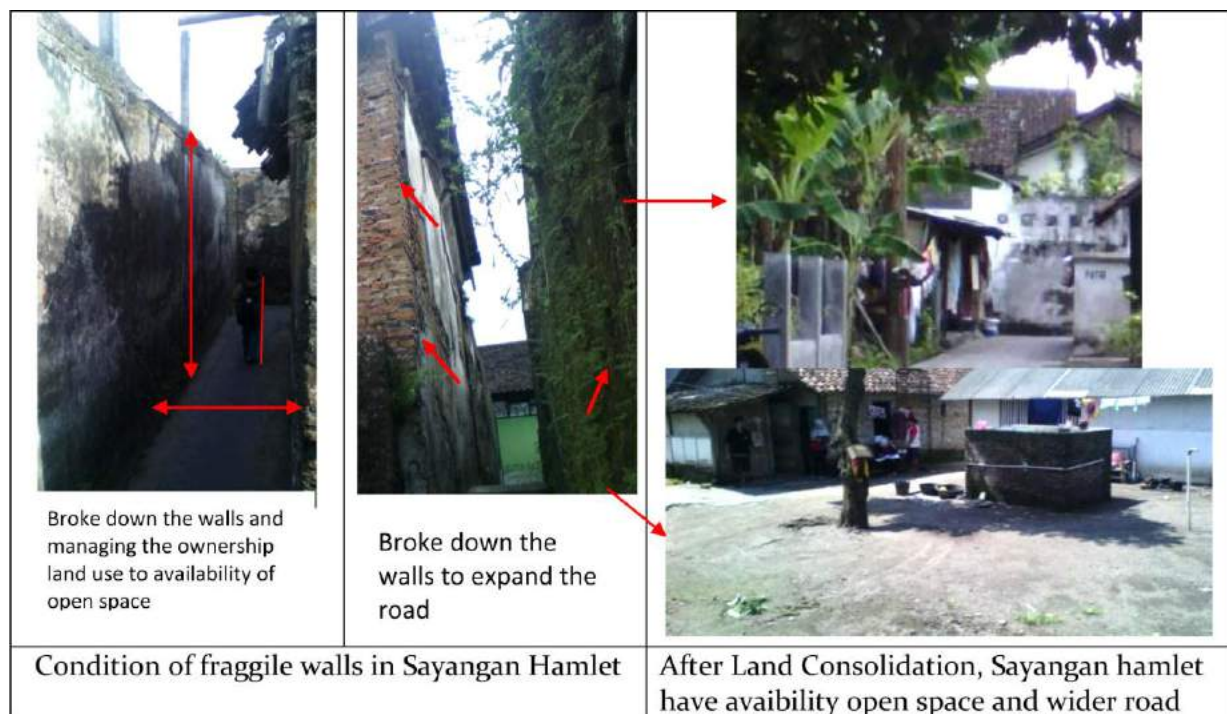 Broke down the walls and
managing the ownership
land use to availability of
open space
Broke down the
walls to expand the
road
Condition of fraggile walls in Sayangan Hamlet
After Land Consolidation, Sayangan hamlet
have avaibility open space and wider road